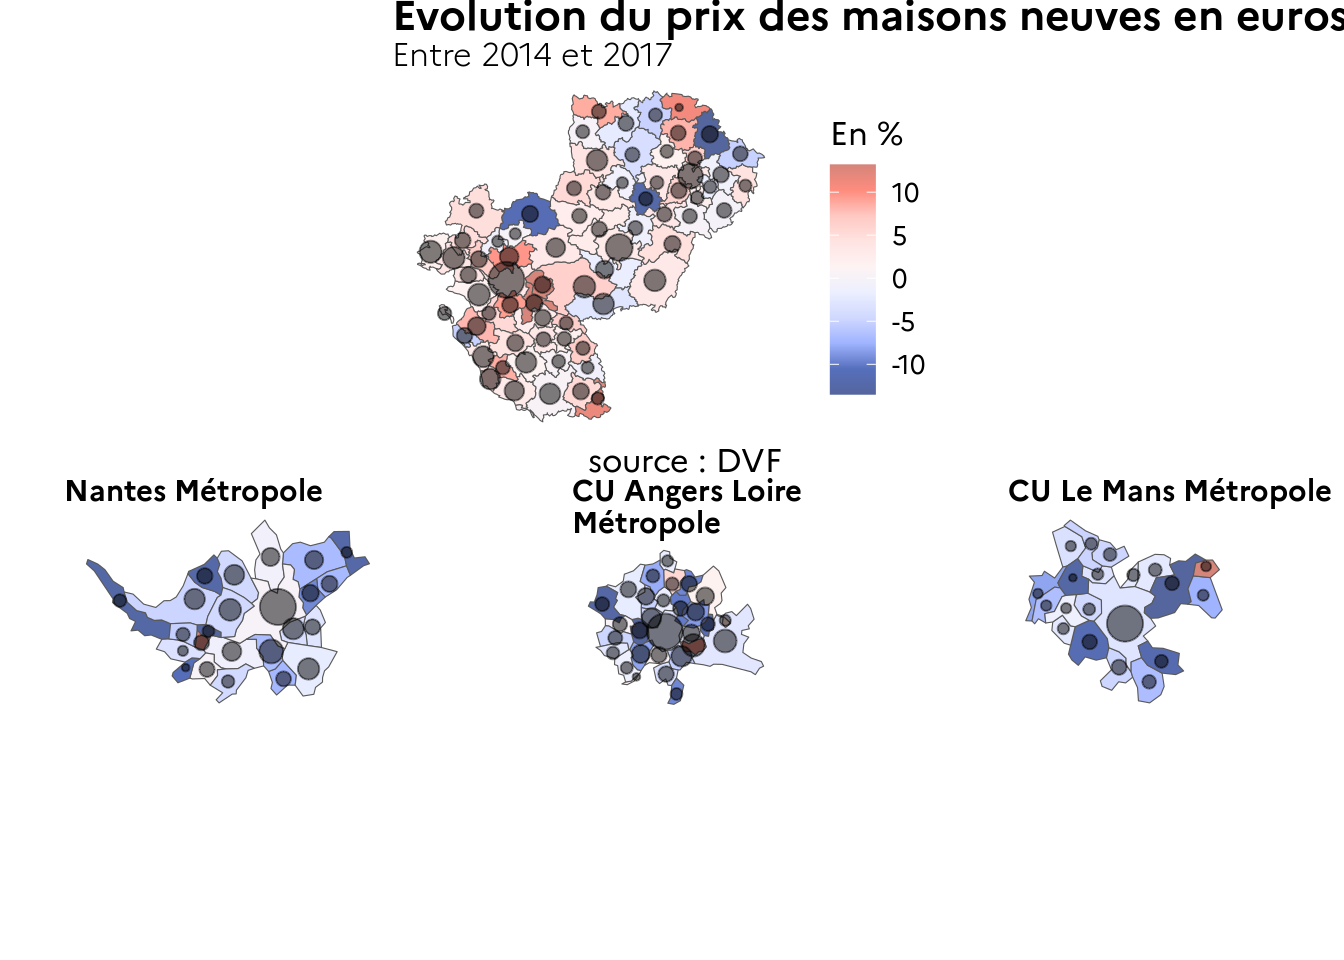 Evolution du prix des maisons neuves en euros
Entre 2014 et 2017
En %
10
5
0
-5
-10
source : DVF
Nantes Métropole
CU Angers Loire
Métropole
CU Le Mans Métropole